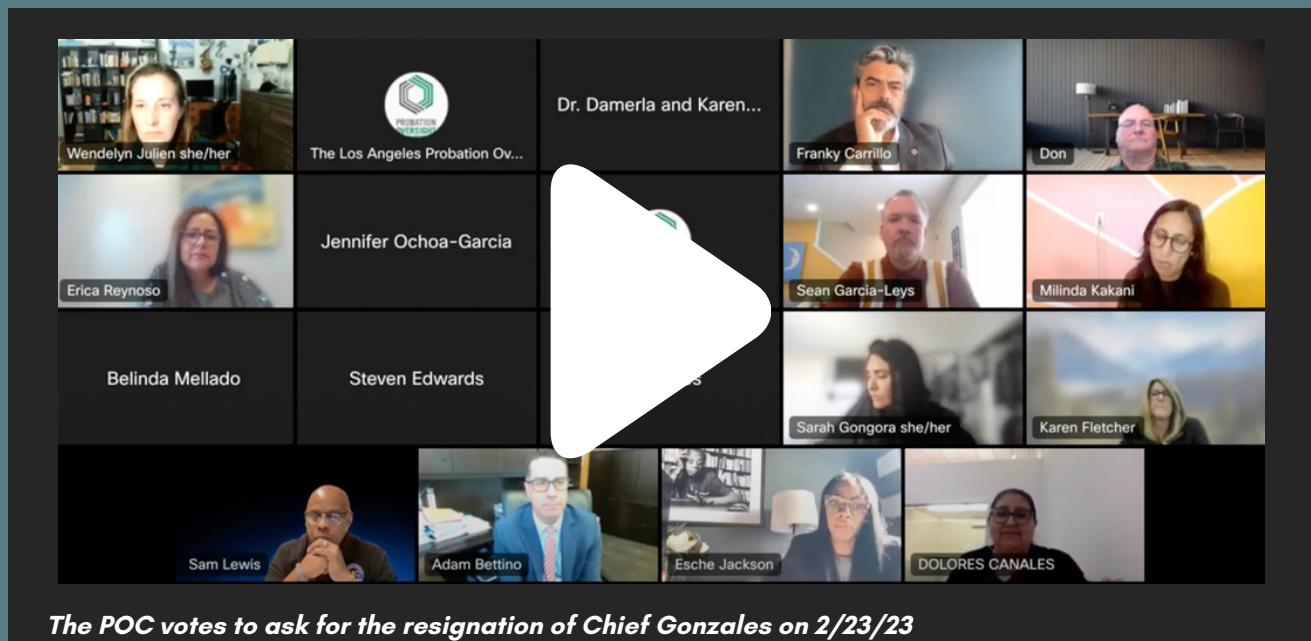 Wendelyn Julien she/her
PROBATION
OVERSIGHT
The Los Angeles Probation Ov...
Dr. Damerla and Karen...
Franky Carrillo
Don
Erica Reynoso
Jennifer Ochoa-Garcia
Sean Garcia-Leys
Milinda Kakani
Belinda Mellado
Steven Edwards
Sarah Gongora she/her
Karen Fletcher
Sam Lewis
Adam Bettino
Esche Jackson
DOLORES CANALES
The POC votes to ask for the resignation of Chief Gonzales on 2/23/23